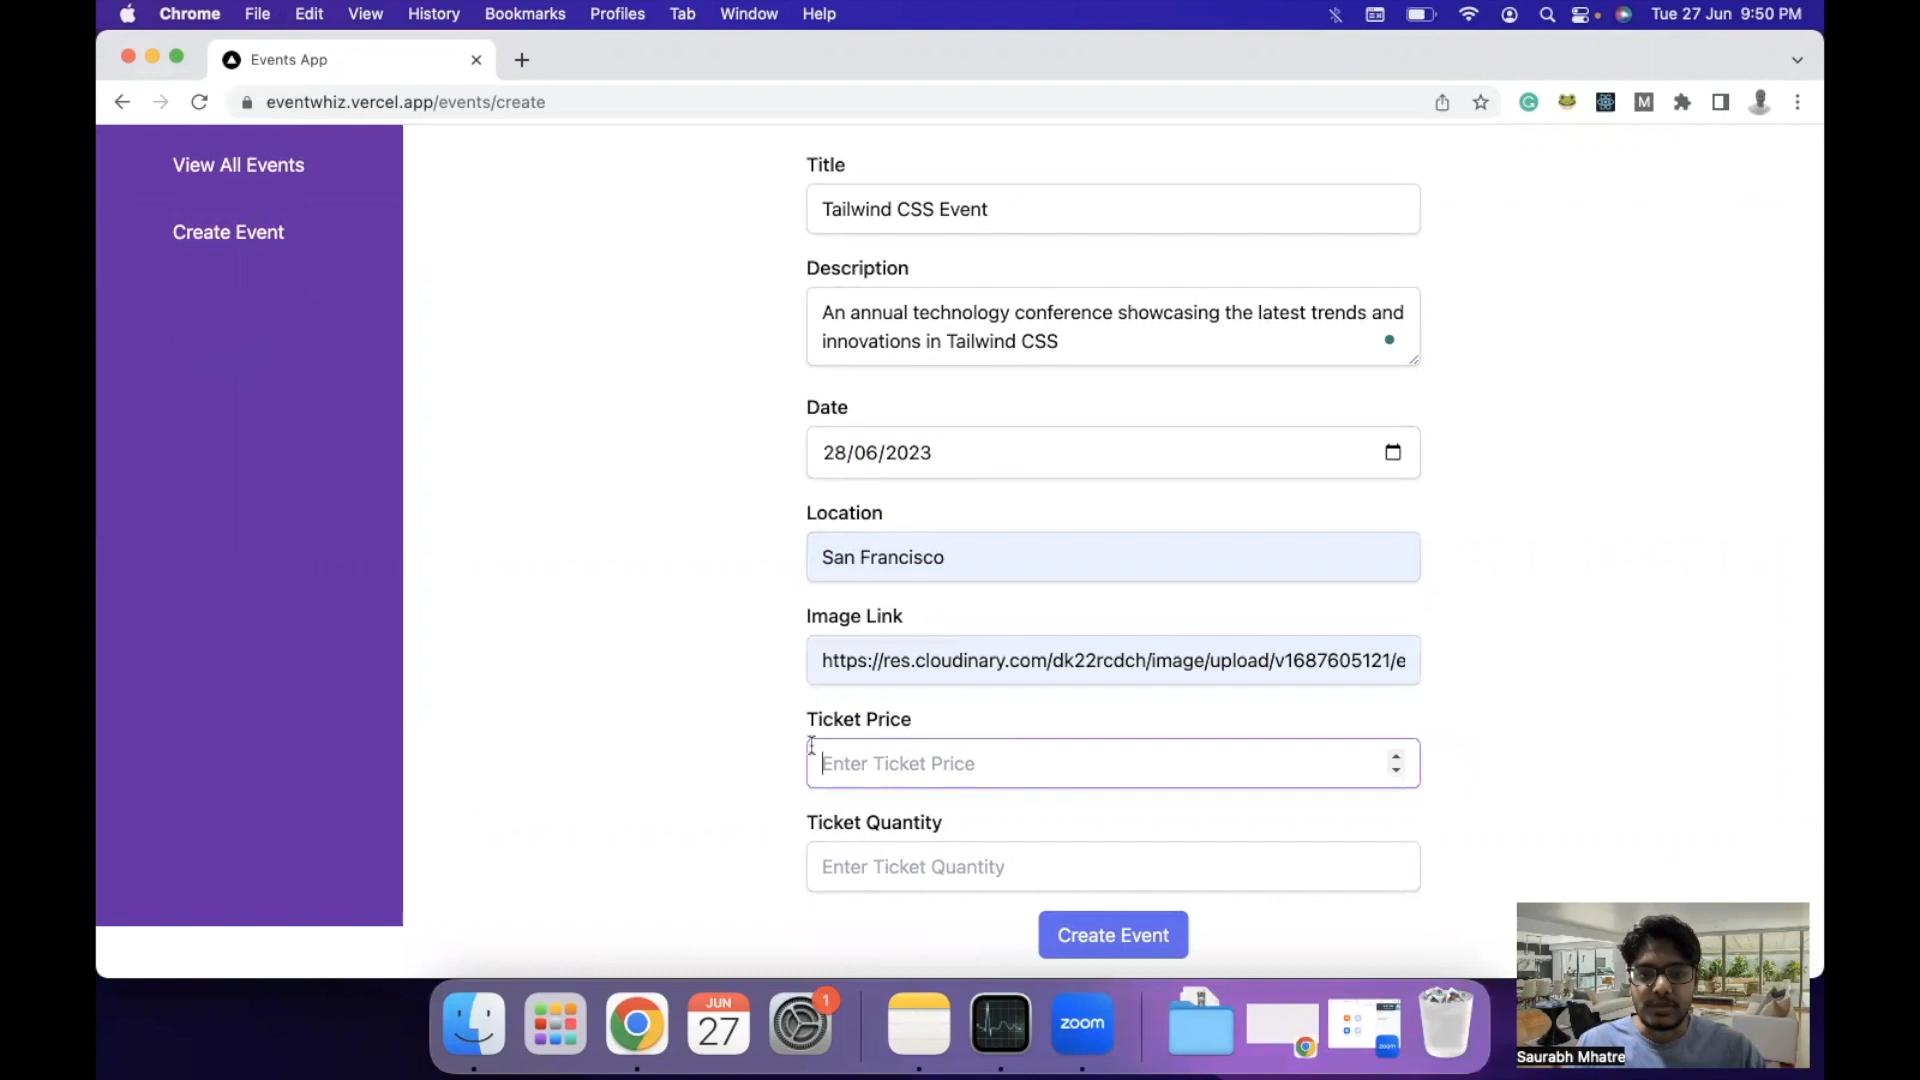 Chrome File Edit View History Bookmarks Profiles Tab Window Help Tue 27 Jun 9:50 PM
Events App
eventwhiz.vercel.app/events/create
M
View All Events
Create Event
Title
Tailwind CSS Event
Description
An annual technology conference showcasing the latest trends and
innovations in Tailwind CSS
Date
28/06/2023
Location
San Francisco
Image Link
https://res.cloudinary.com/dk22rcdch/image/upload/v1687605121/e
Ticket Price
Enter Ticket Price
Ticket Quantity
Enter Ticket Quantity
Create Event
JUN
27
1
zoom
zoom
Saurabh Mhatre